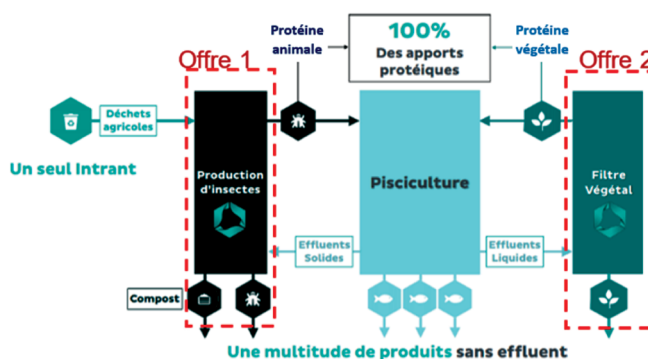 Protéine
animale
100%
Des apports
protéiques
Protéine
végétale
Offre 1
Offre 2
Déchets
agricoles
Un seul Intrant
Production
d'insectes
Pisciculture
Filtre
Végétal
Effluents
Solides
Effluents
Liquides
Compost
Une multitude de produits sans effluent